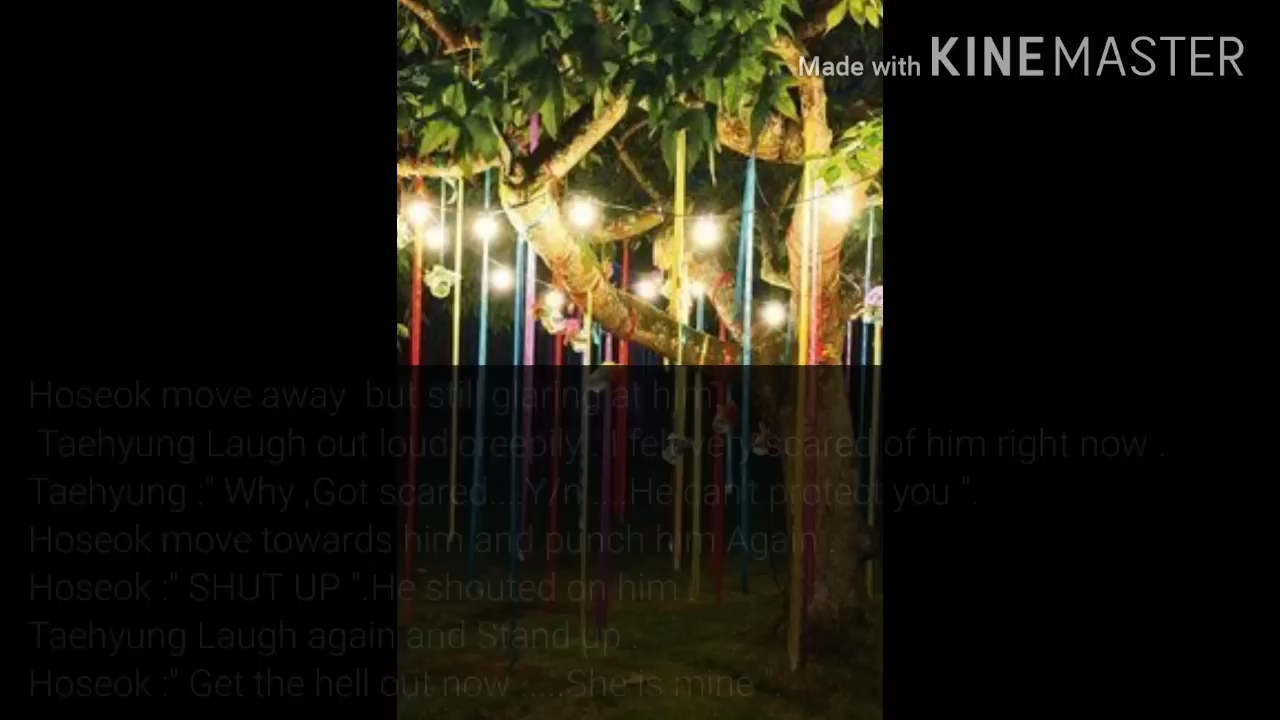 Made with KINEMASTER
Hoseok move away but still glaring at him.
Taehyung Laugh out loud creepily . I felt very scared of him right now .
Taehyung :" Why ,Got scared....Y/n ....He can't protect you ".
Hoseok move towards him and punch him Again
Hoseok :" SHUT UP ".He shouted on him .
Taehyung Laugh again and Stand up .
Hoseok :" Get the hell out now .....She is mine ".